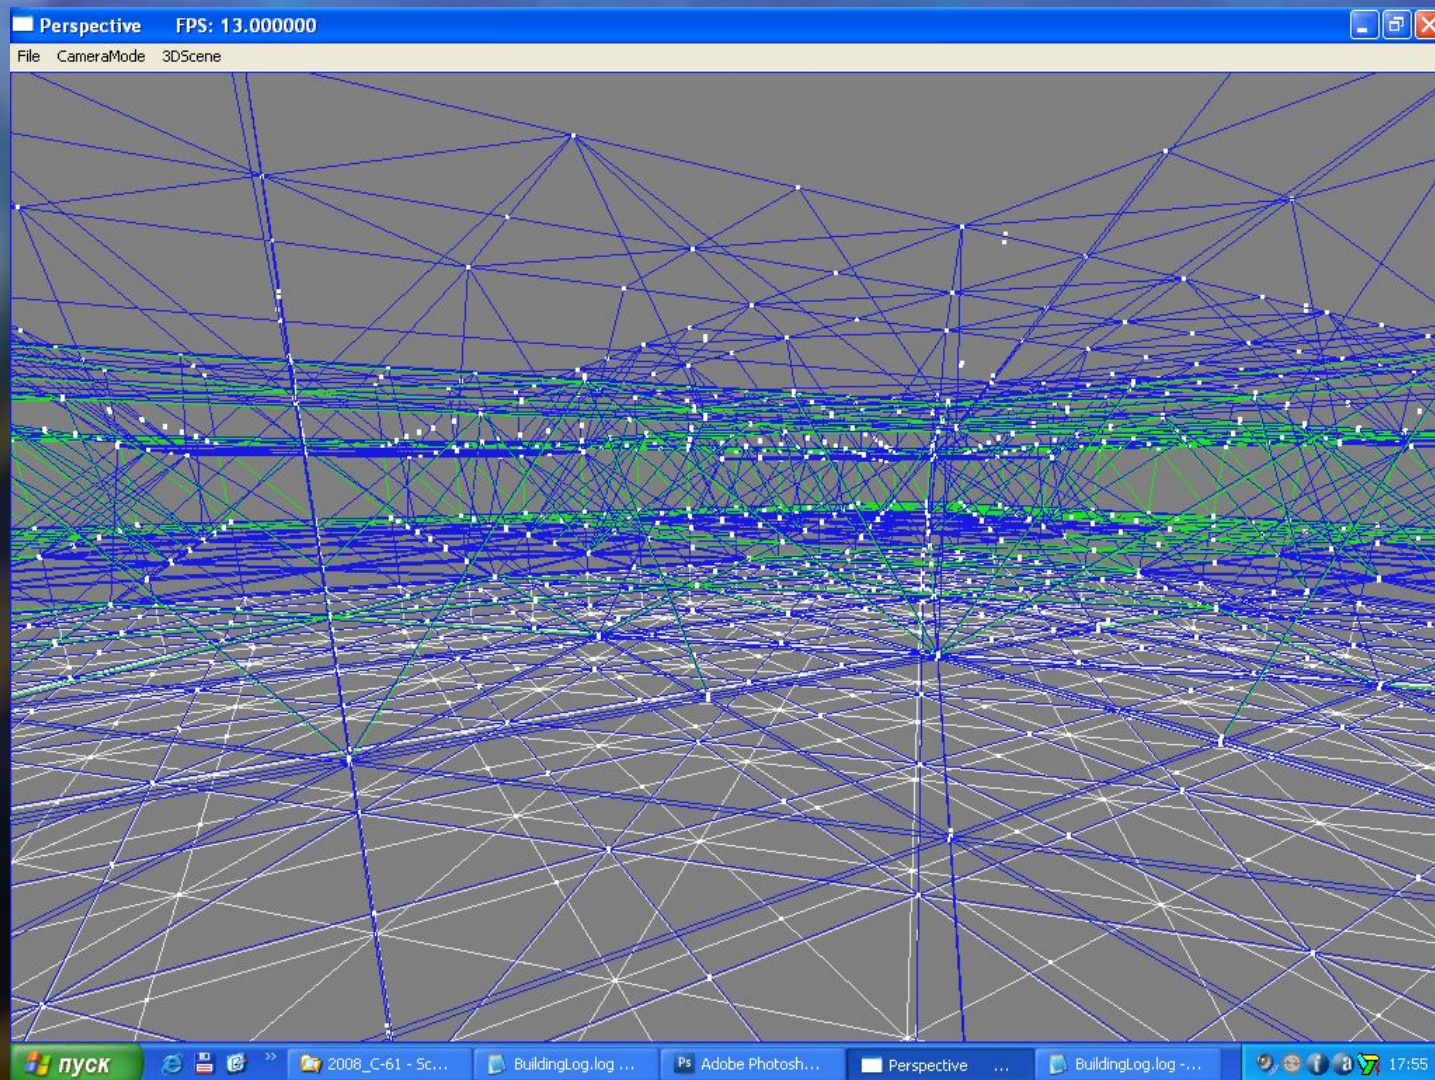 Perspective FPS: 13.000000
File CameraMode 3DScene
пуск
2008_C-61 - Sc...
BuildingLog.log ...
Ps
Adobe Photosh...
Perspective ...
BuildingLog.log -...
17:55